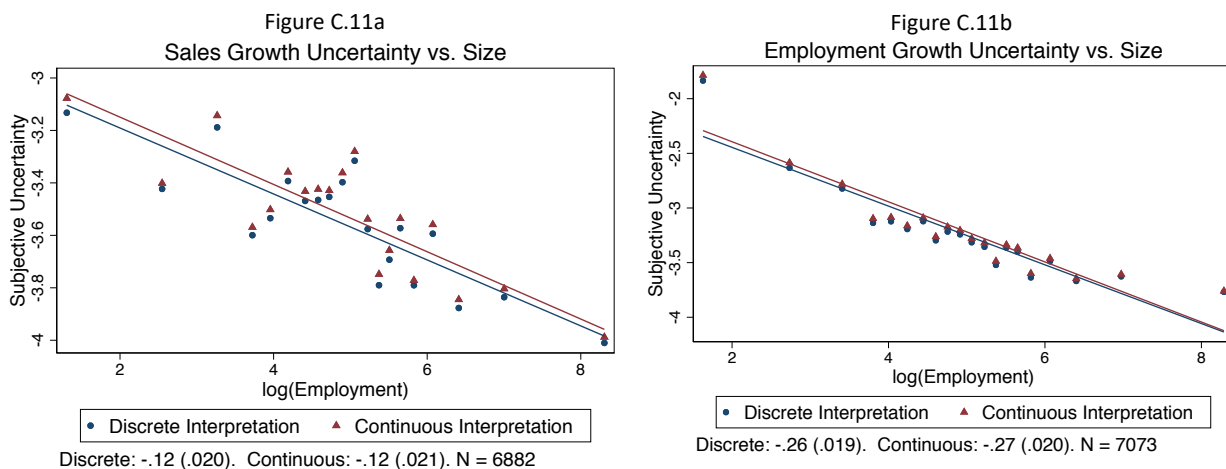 Figure C.11a
Sales Growth Uncertainty vs. Size
Subjective Uncertainty
-3
-3.2
-3.4
-3.6
-3.8
-4
2 4 6 8
log(Employment)
Discrete Interpretation Continuous Interpretation
Discrete: -.12 (.020). Continuous: -.12 (.021). N = 6882
Figure C.11b
Employment Growth Uncertainty vs. Size
Subjective Uncertainty
-2
-2.5
-3
-3.5
-4
2 4 6 8
log(Employment)
Discrete Interpretation Continuous Interpretation
Discrete: -.26 (.019). Continuous: -.27 (.020). N = 7073